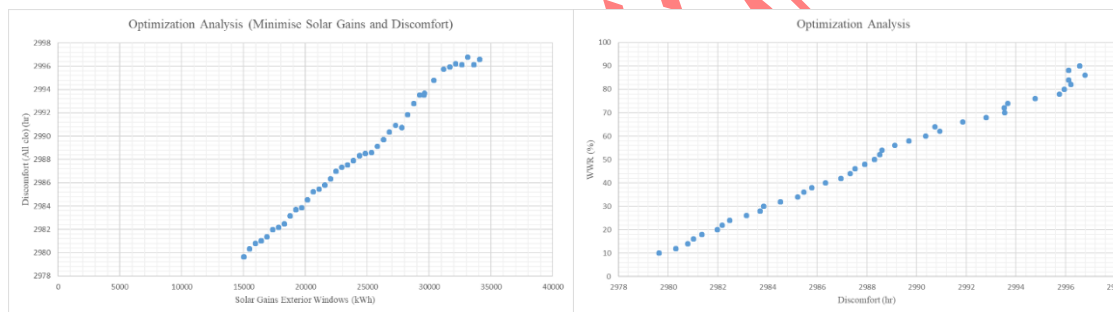 Optimization Analysis (Minimise Solar Gains and Discomfort)
2998
2996
2994
2992
2990
2988
2986
2984
2982
2980
2978
Discomfort (All clo) (hr)
0 5000 10000 15000 20000 25000 30000 35000 40000
Solar Gains Exterior Windows (kWh)
Optimization Analysis
100
90
80
70
60
50
40
30
20
10
0
WWR (%)
2978 2980 2982 2984 2986 2988 2990 2992 2994 2996
Discomfort (hr)